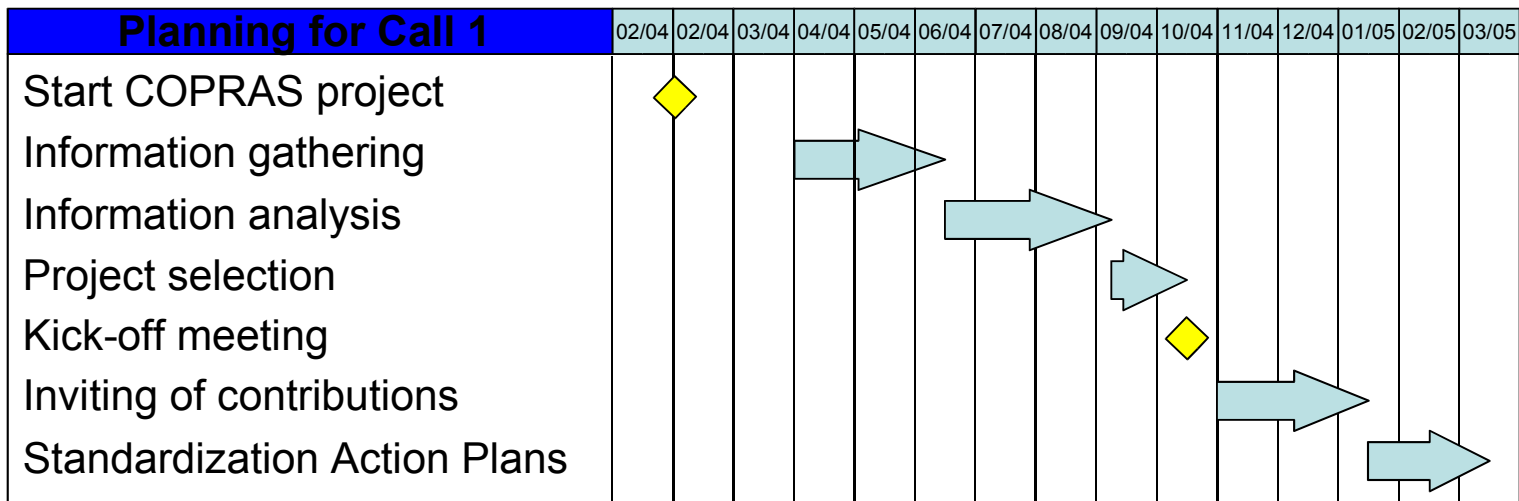 Planning for Call 1 02/04 02/04 03/04 04/04 05/04 06/04 07/04 08/04 09/04 10/04 11/04 12/04 01/05 02/05 03/05
Start COPRAS project
Information gathering
Information analysis
Project selection
Kick-off meeting
Inviting of contributions
Standardization Action Plans